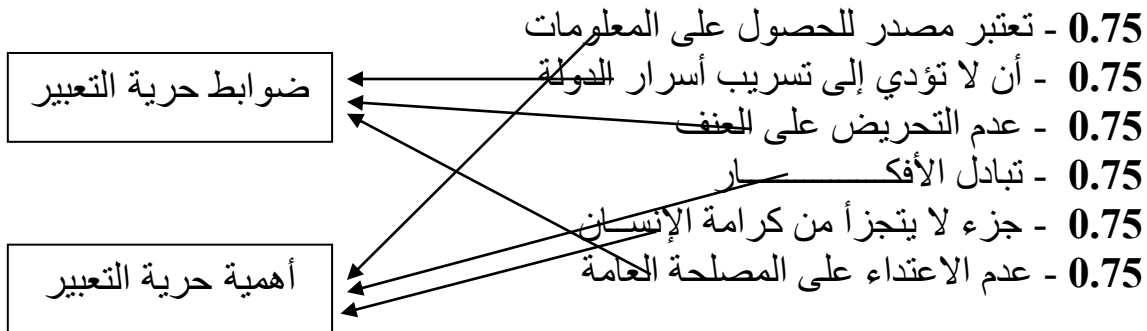 0.75 - تعتبر مصدر للحصول على المعلومات
0.75 - أن لا تؤدي إلى تسريب أسرار الدولة
ضوابط حرية التعبير
0.75 - عدم التحريض على العنف
0.75 - تبادل الأفكـــــــــــــار
0.75 - جزء لا يتجزأ من كرامة الإنســان
0.75 - عدم الاعتداء على المصلحة العامة
أهمية حرية التعبير